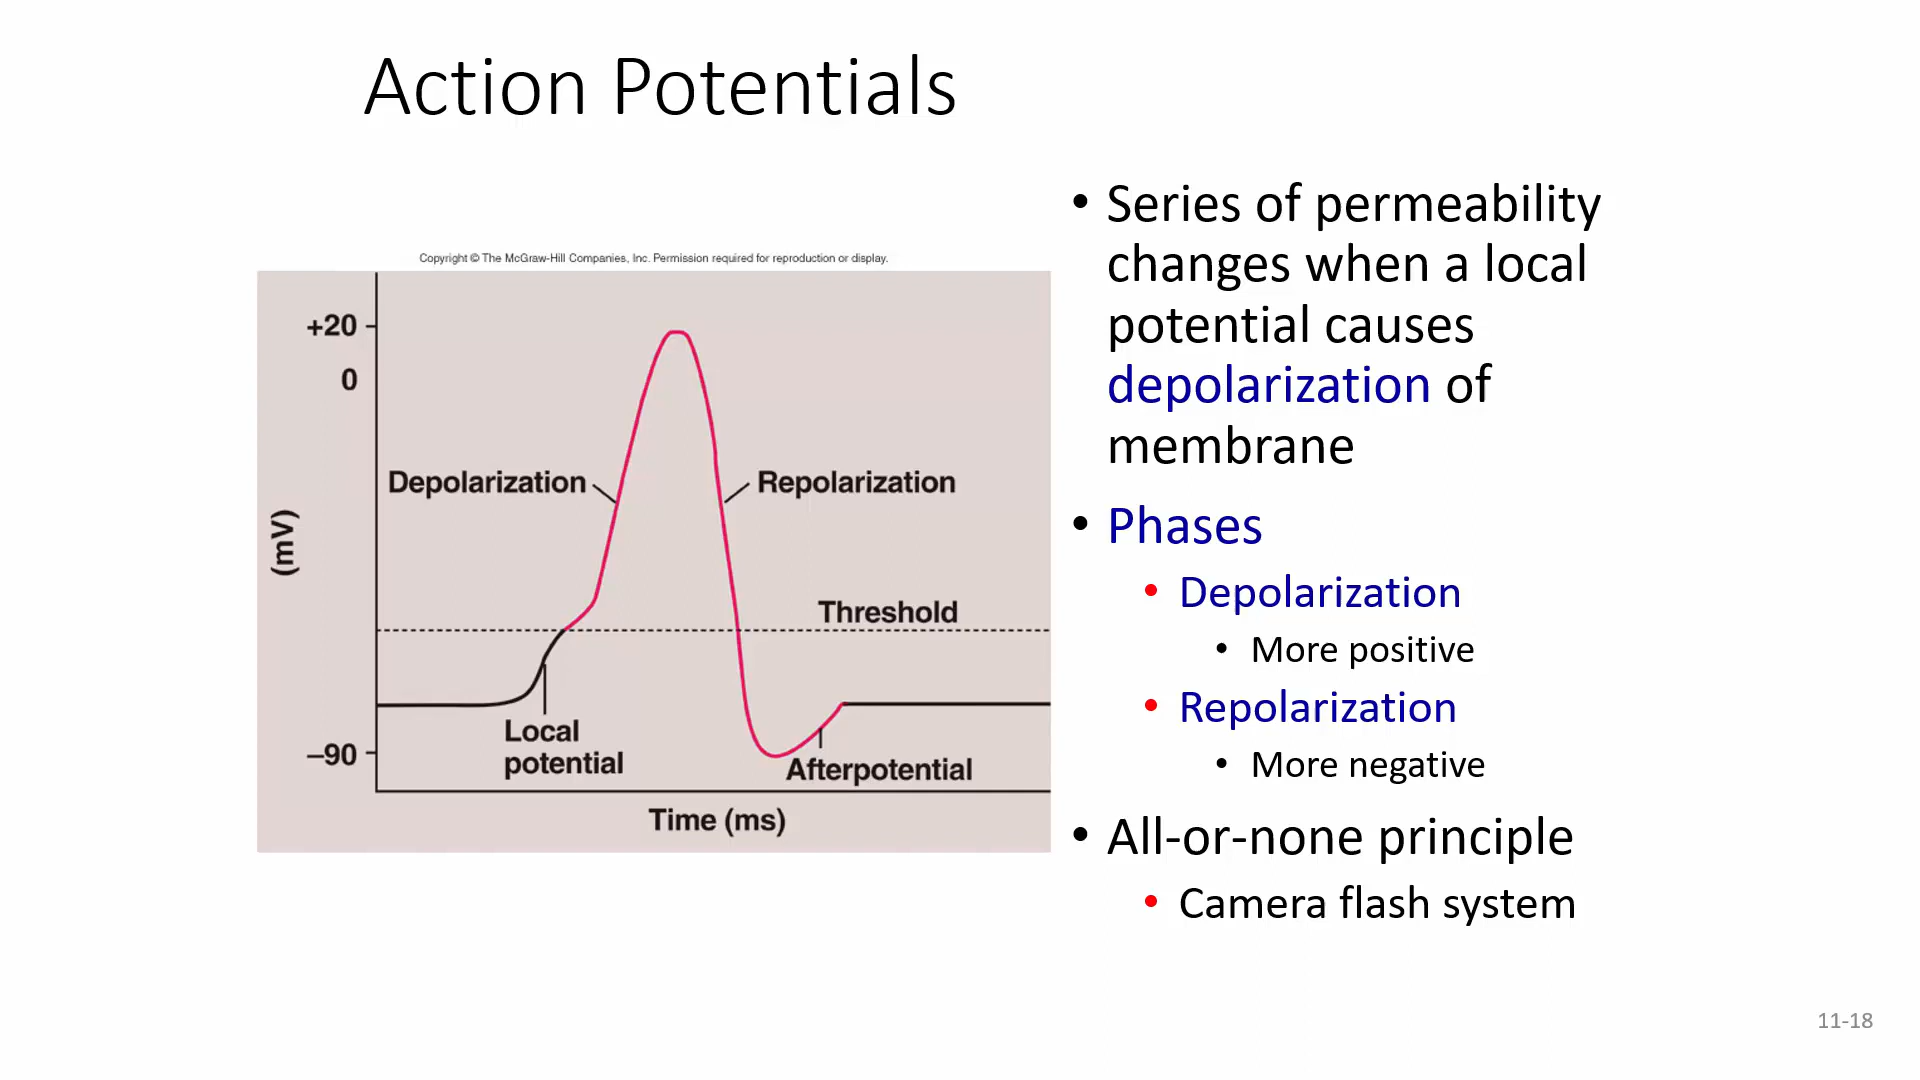 Action Potentials
Copyright © The McGraw-Hill Companies, Inc. Permission required for reproduction or display.
+20
0
Depolarization
Repolarization
(mV)
Threshold
Local
potential
–90
Afterpotential
Time (ms)
• Series of permeability
changes when a local
potential causes
depolarization of
membrane
• Phases
• Depolarization
• More positive
• Repolarization
• More negative
• All-or-none principle
• Camera flash system
11-18